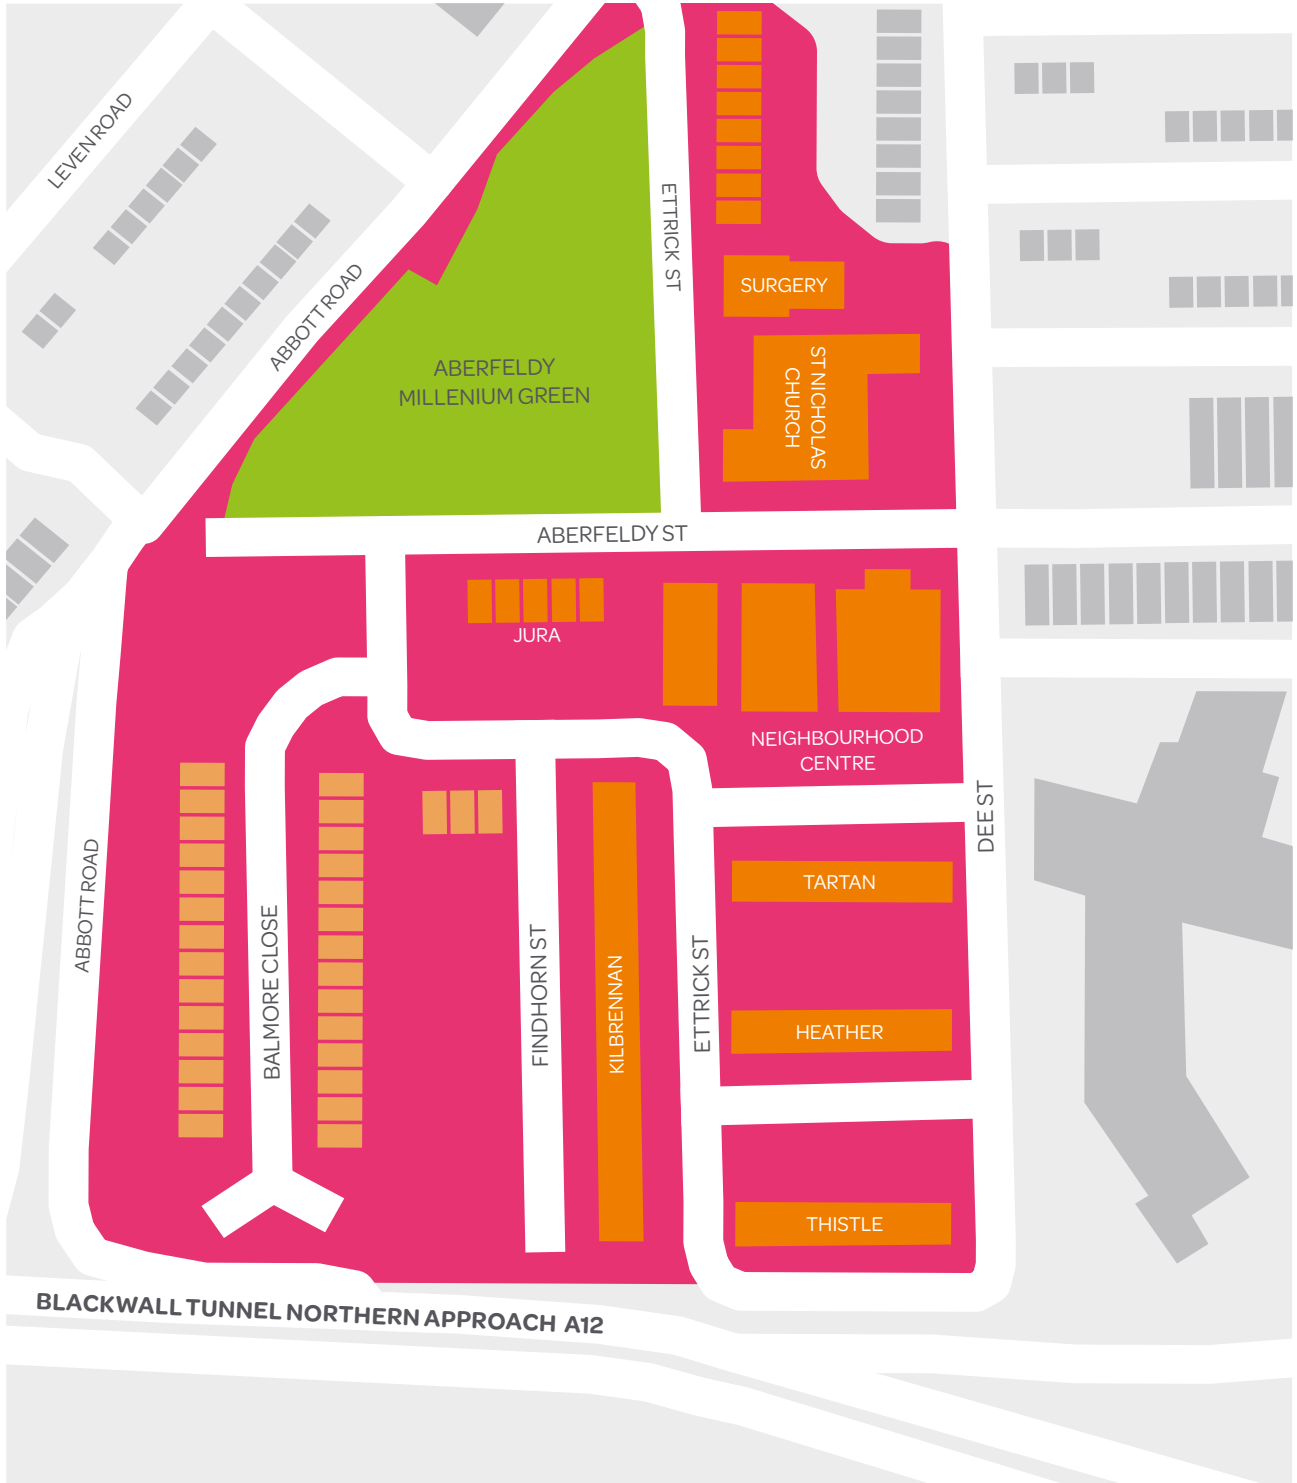 LEVEN ROAD
ABBOTT ROAD
ETTRICK ST
SURGERY
ST NICHOLAS
CHURCH
ABERFELDY
MILLENIUM GREEN
ABERFELDY ST
JURA
NEIGHBOURHOOD
CENTRE
DEE ST
TARTAN
ABBOTT ROAD
BALMORE CLOSE
FINDHORN ST
KILBRENNAN
ETTRICK ST
HEATHER
THISTLE
BLACKWALL TUNNEL NORTHERN APPROACH A12